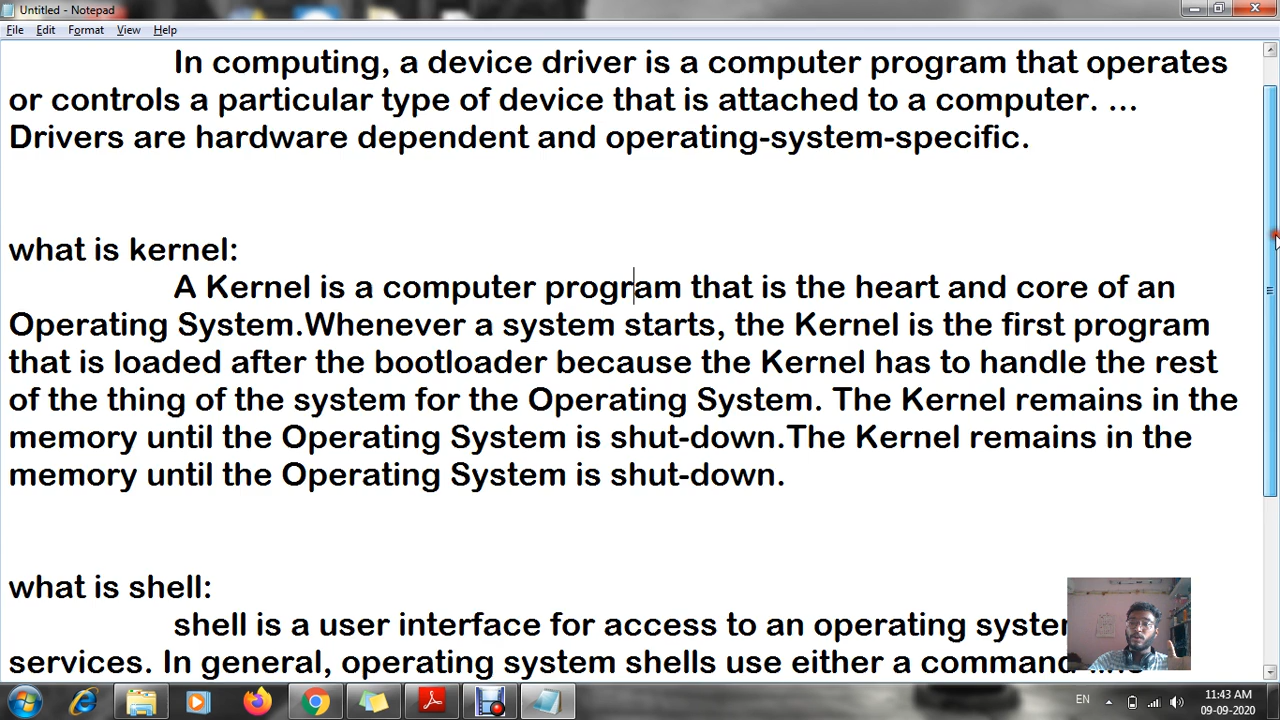 Untitled - Notepad
File Edit Format View Help
In computing, a device driver is a computer program that operates
or controls a particular type of device that is attached to a computer. ...
Drivers are hardware dependent and operating-system-specific.
what is kernel:
A Kernel is a computer program that is the heart and core of an
Operating System.Whenever a system starts, the Kernel is the first program
that is loaded after the bootloader because the Kernel has to handle the rest
of the thing of the system for the Operating System. The Kernel remains in the
memory until the Operating System is shut-down.The Kernel remains in the
memory until the Operating System is shut-down.
what is shell:
shell is a user interface for access to an operating
services. In general, operating system shells use either a command
EN
11:43 AM
09-09-2020